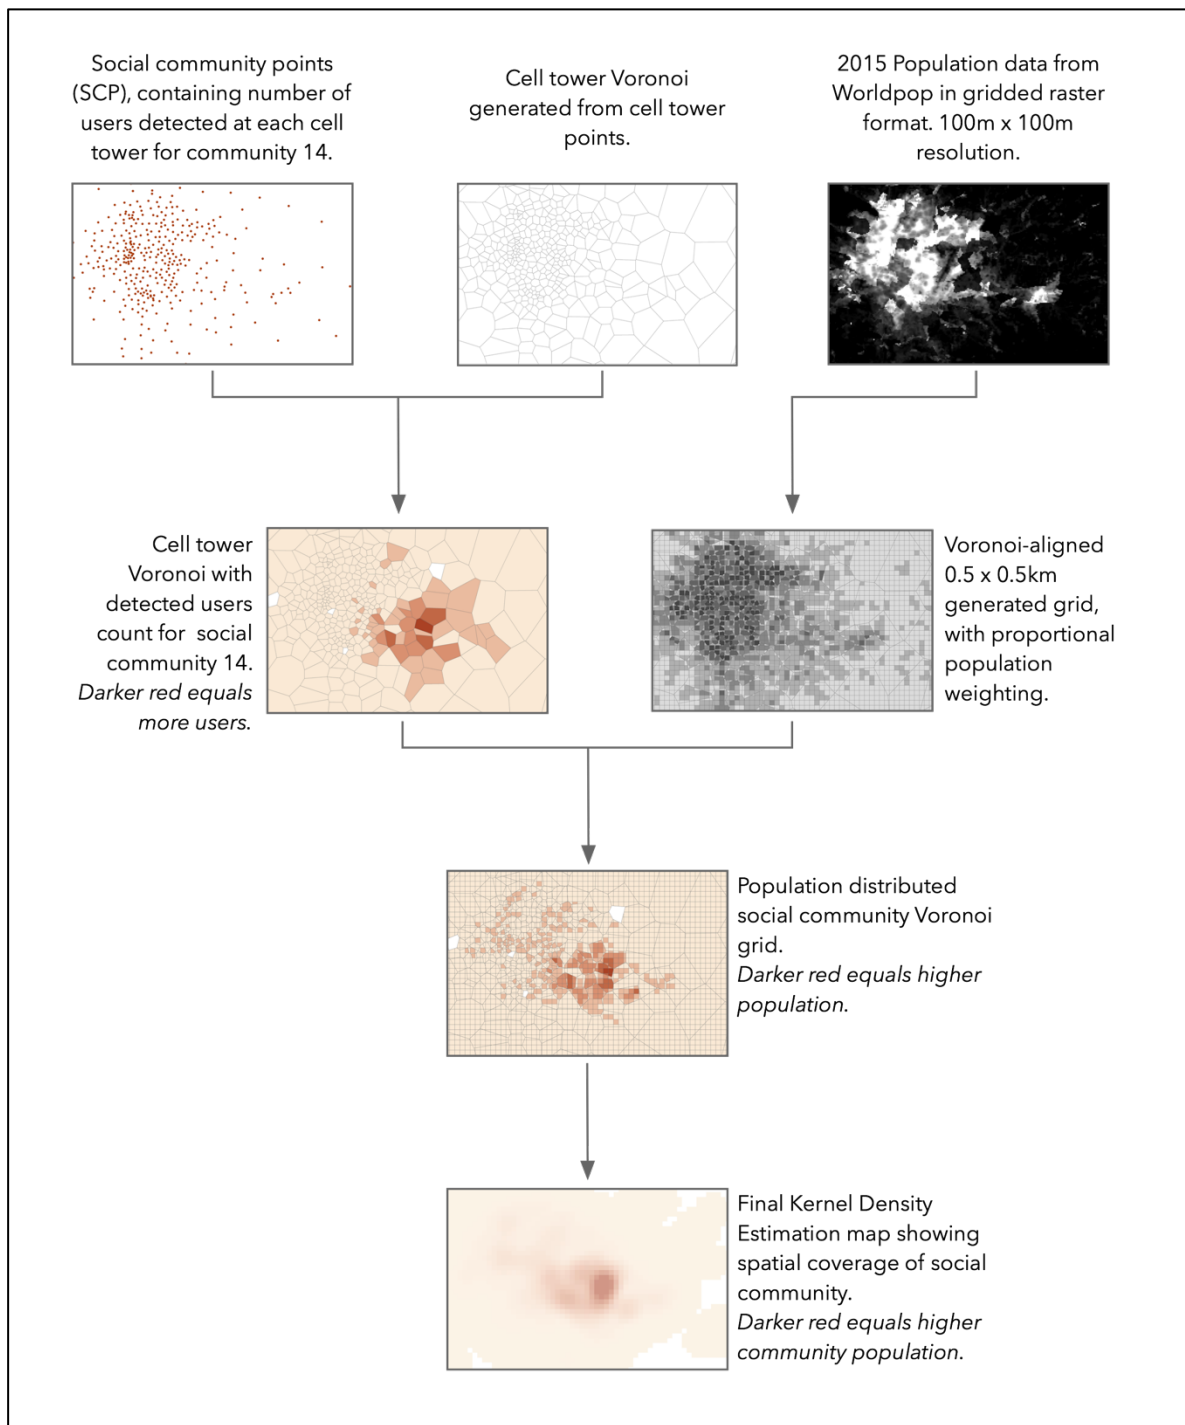 Social community points
(SCP), containing number of
users detected at each cell
tower for community 14.
Cell tower Voronoi
generated from cell tower
points.
2015 Population data from
Worldpop in gridded raster
format. 100m x 100m
resolution.
Cell tower
Voronoi with
detected users
count for social
community 14.
Darker red equals
more users.
Voronoi-aligned
0.5 x 0.5km
generated grid,
with proportional
population
weighting.
Population distributed
social community Voronoi
grid.
Darker red equals higher
population.
Final Kernel Density
Estimation map showing
spatial coverage of social
community.
Darker red equals higher
community population.